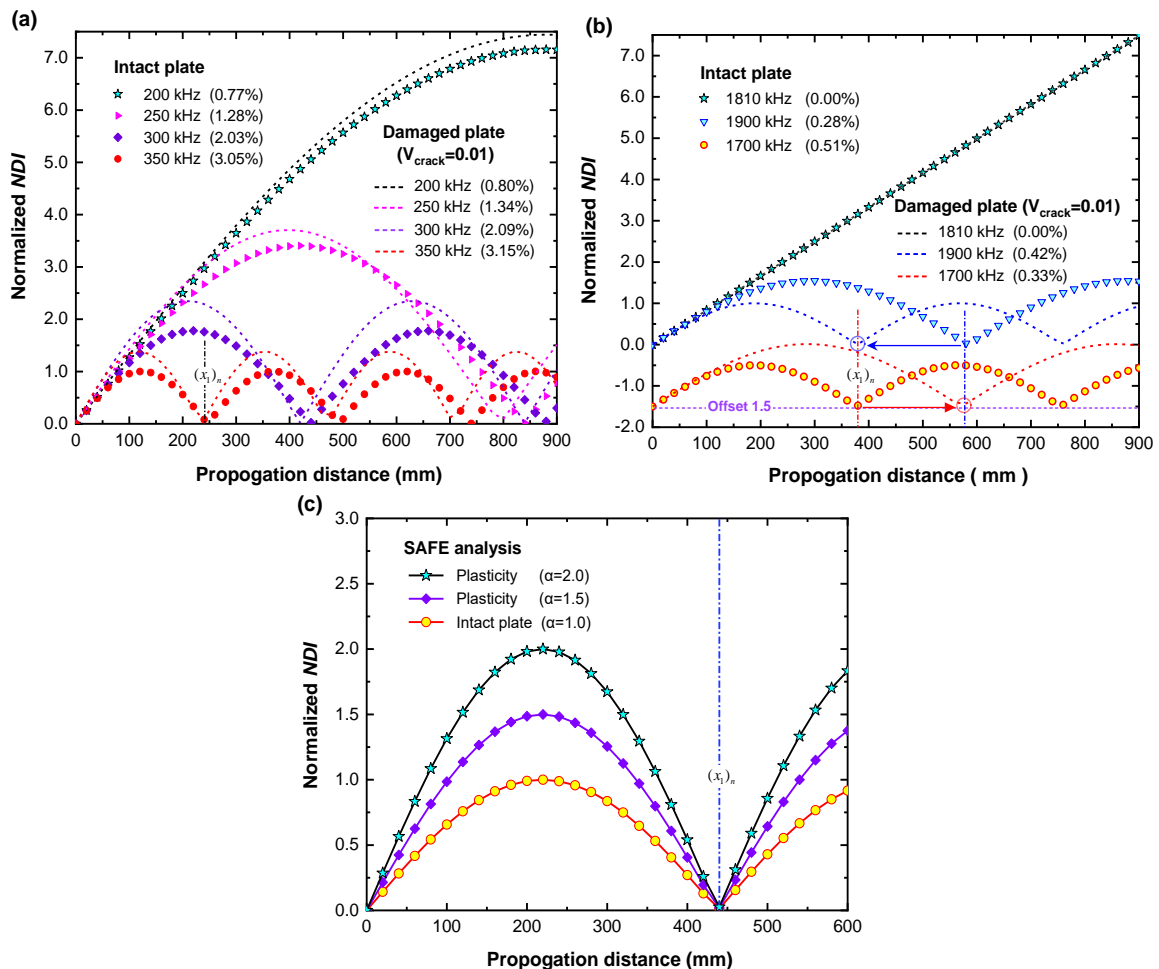 (a)
Normalized NDI
7.0
6.0
5.0
4.0
3.0
2.0
1.0
0.0
Intact plate
200 kHz (0.77%)
250 kHz (1.28%)
300 kHz (2.03%)
350 kHz (3.05%)
Damaged plate
(Vcrack=0.01)
200 kHz (0.80%)
250 kHz (1.34%)
300 kHz (2.09%)
350 kHz (3.15%)
(x₁)ₙ
0 100 200 300 400 500 600 700 800 900
Propogation distance (mm)
(b)
Normalized NDI
7.0
6.0
5.0
4.0
3.0
2.0
1.0
0.0
-1.0
-2.0
Intact plate
1810 kHz (0.00%)
1900 kHz (0.28%)
1700 kHz (0.51%)
Damaged plate (Vcrack=0.01)
1810 kHz (0.00%)
1900 kHz (0.42%)
1700 kHz (0.33%)
(x₁)ₙ
Offset 1.5
0 100 200 300 400 500 600 700 800 900
Propogation distance ( mm )
(c)
Normalized NDI
3.0
2.5
2.0
1.5
1.0
0.5
0.0
SAFE analysis
Plasticity (α=2.0)
Plasticity (α=1.5)
Intact plate (α=1.0)
(x₁)ₙ
0 100 200 300 400 500 600
Propogation distance (mm)